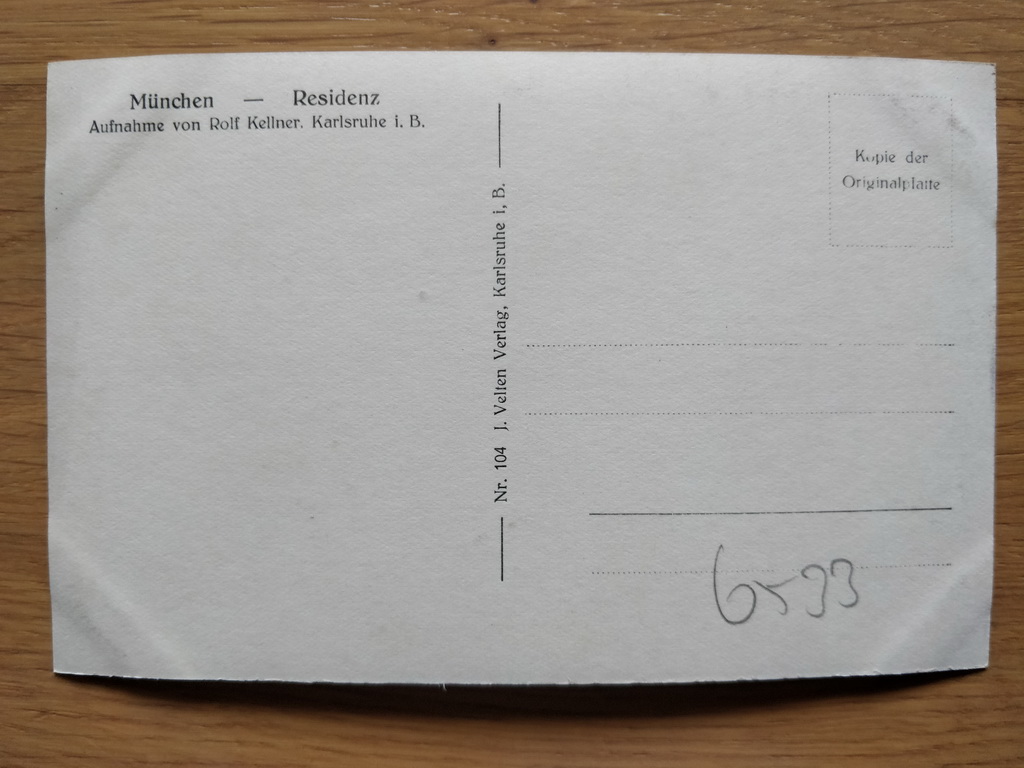 München — Residenz
Aufnahme von Rolf Kellner. Karlsruhe i. B.
Nr. 104 J. Velten Verlag, Karlsruhe i, B.
Kopie der
Originalplatte
6593